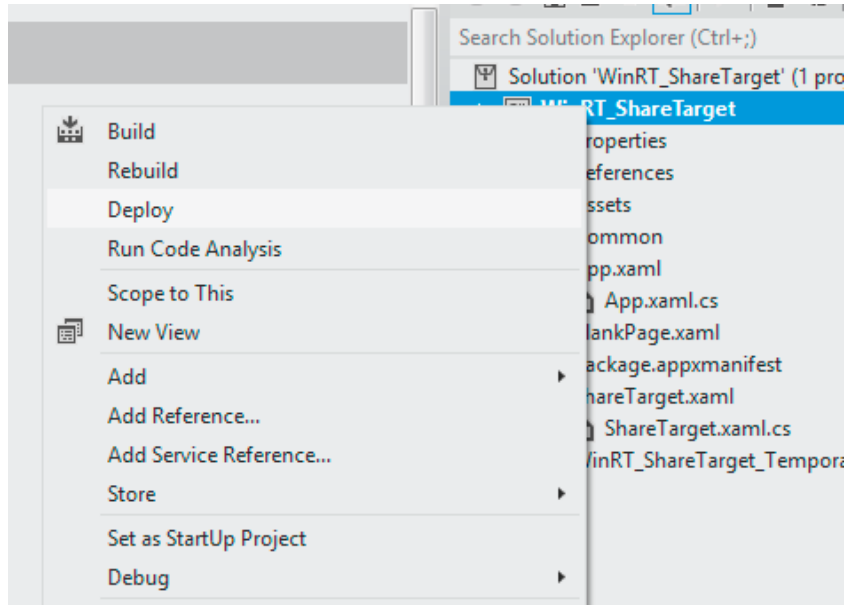 Search Solution Explorer (Ctrl+;)
Solution 'WinRT_ShareTarget' (1 pro
WinRT_ShareTarget
roperties
eferences
ssets
ommon
pp.xaml
App.xaml.cs
lankPage.xaml
ackage.appxmanifest
hareTarget.xaml
ShareTarget.xaml.cs
inRT_ShareTarget_Tempora
Build
Rebuild
Deploy
Run Code Analysis
Scope to This
New View
Add
Add Reference...
Add Service Reference...
Store
Set as StartUp Project
Debug